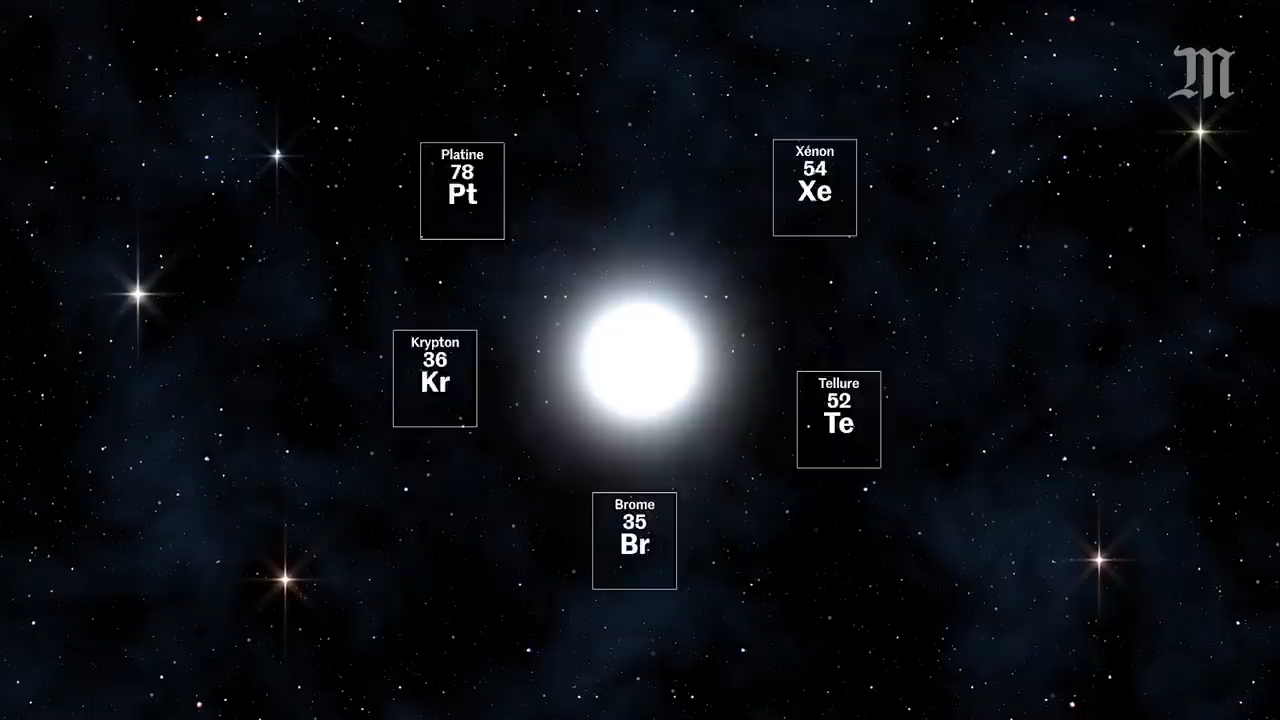 M
Platine
78
Pt
Xénon
54
Xe
Krypton
36
Kr
Tellure
52
Te
Brome
35
Br